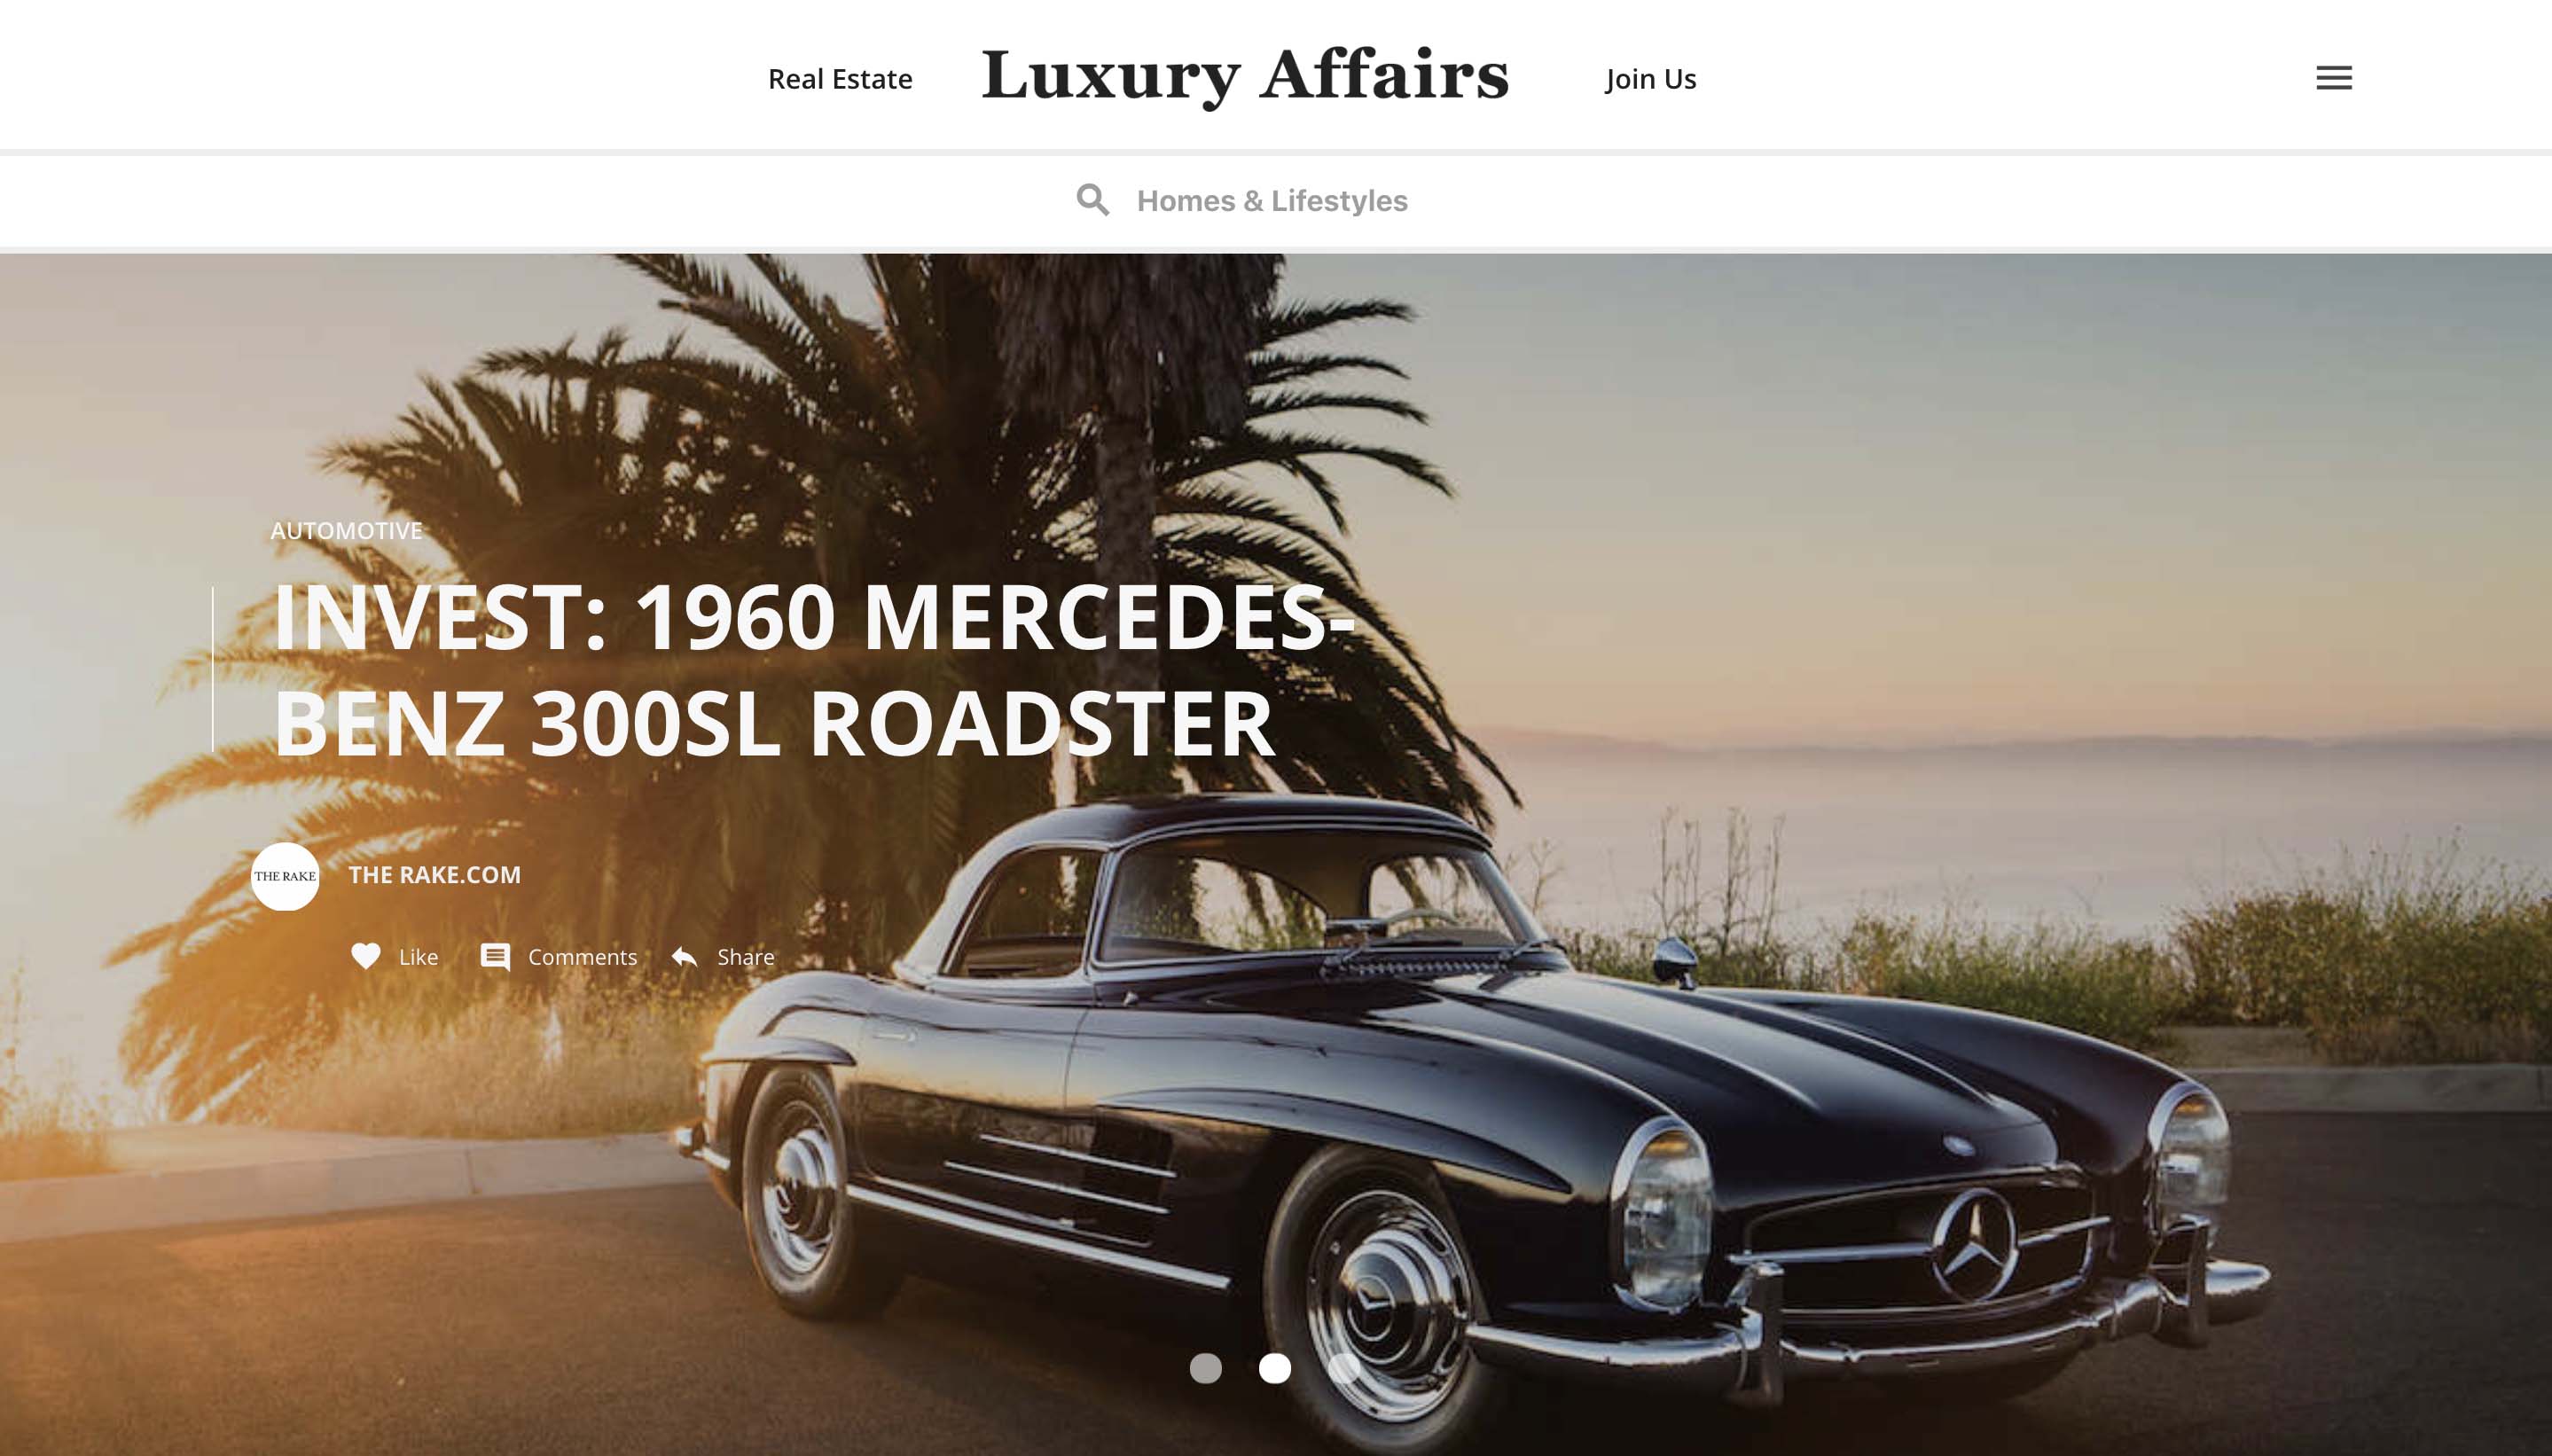 Real Estate
Luxury Affairs
Join Us
Homes & Lifestyles
AUTOMOTIVE
INVEST: 1960 MERCEDES-
BENZ 300SL ROADSTER
THE RAKE
THE RAKE.COM
Like
Comments
Share